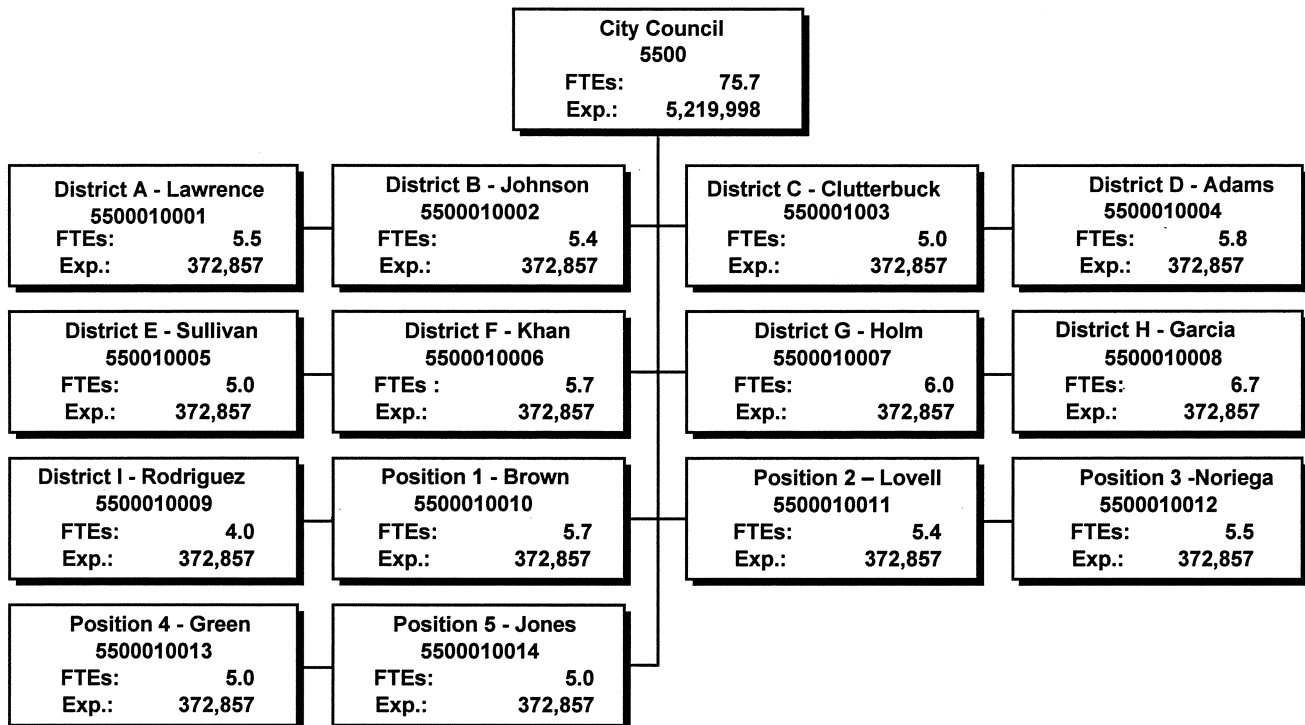 City Council
5500
FTEs: 75.7
Exp.: 5,219,998
District A - Lawrence
5500010001
FTEs: 5.5
Exp.: 372,857
District B - Johnson
5500010002
FTEs: 5.4
Exp.: 372,857
District C - Clutterbuck
550001003
FTEs: 5.0
Exp.: 372,857
District D - Adams
5500010004
FTEs: 5.8
Exp.: 372,857
District E - Sullivan
550010005
FTEs: 5.0
Exp.: 372,857
District F - Khan
5500010006
FTEs : 5.7
Exp.: 372,857
District G - Holm
5500010007
FTEs: 6.0
Exp.: 372,857
District H - Garcia
5500010008
FTEs: 6.7
Exp.: 372,857
District I - Rodriguez
5500010009
FTEs: 4.0
Exp.: 372,857
Position 1 - Brown
5500010010
FTEs: 5.7
Exp.: 372,857
Position 2 – Lovell
5500010011
FTEs: 5.4
Exp.: 372,857
Position 3 -Noriega
5500010012
FTEs: 5.5
Exp.: 372,857
Position 4 - Green
5500010013
FTEs: 5.0
Exp.: 372,857
Position 5 - Jones
5500010014
FTEs: 5.0
Exp.: 372,857